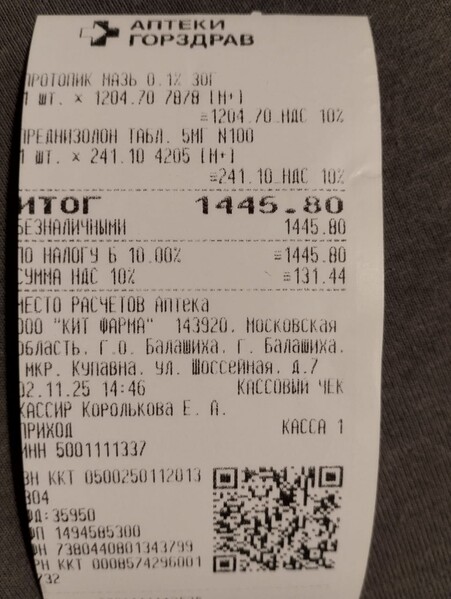 АПТЕКИ
ГОРЗДРАВ
ПРОТОПИК МАЗЬ 0.1% 30Г
1 ШТ. × 1204.70 7878 [М+]
=1204.70 НДС 10%
ПРЕДНИЗОЛОН ТАБЛ. 5МГ N100
1 ШТ. × 241.10 4205 [М+]
=241.10 НДС 10%
ИТОГ 1445.80
БЕЗНАЛИЧНЫМИ 1445.80
ПО НАЛОГУ Б 10.00% =1445.80
СУММА НДС 10% =131.44
МЕСТО РАСЧЕТОВ Аптека
ООО "КИТ ФАРМА" 143920, Московская
область, г.о. Балашиха, г. Балашиха,
мкр. Купавна, ул. Шоссейная, д.7
02.11.25 14:46 КАССОВЫЙ ЧЕК
КАССИР Королькова Е. А.
ПРИХОД КАССА 1
ИНН 5001111337
ЗН ККТ 0500250112013
804
ФД:35950
ФП 1494585300
ФН 7380440801343799
РН ККТ 0008574296001
/32